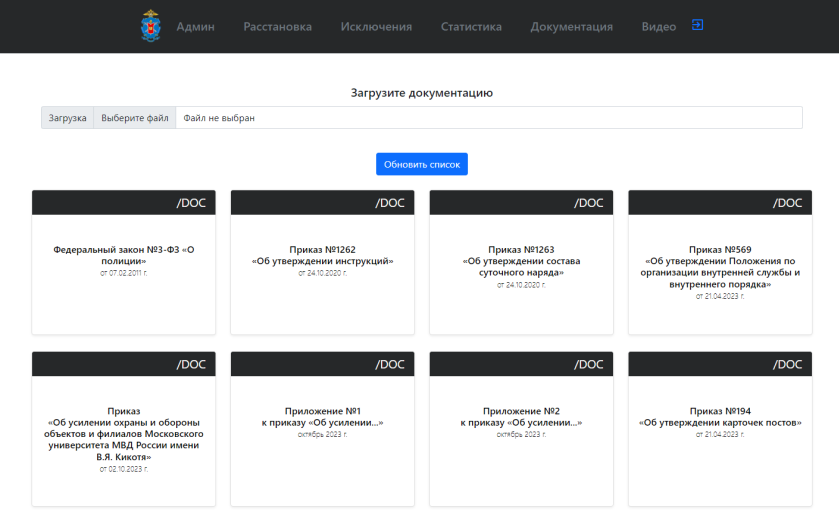 Админ Расстановка Исключения Статистика Документация Видео
Загрузите документацию
Загрузка Выберите файл Файл не выбран
Обновить список
/DOC /DOC /DOC /DOC
Федеральный закон №3-ФЗ «О
полиции»
от 07.02.2011 г.
Приказ №1262
«Об утверждении инструкций»
от 24.10.2020 г.
Приказ №1263
«Об утверждении состава
суточного наряда»
от 24.10.2020 г.
Приказ №569
«Об утверждении Положения по
организации внутренней службы и
внутреннего порядка»
от 21.04.2023 г.
/DOC /DOC /DOC /DOC
Приказ
«Об усилении охраны и обороны
объектов и филиалов Московского
университета МВД России имени
В.Я. Кикотя»
от 02.10.2023 г.
Приложение №1
к приказу «Об усилении...»
октябрь 2023 г.
Приложение №2
к приказу «Об усилении...»
октябрь 2023 г.
Приказ №194
«Об утверждении карточек постов»
от 21.04.2023 г.